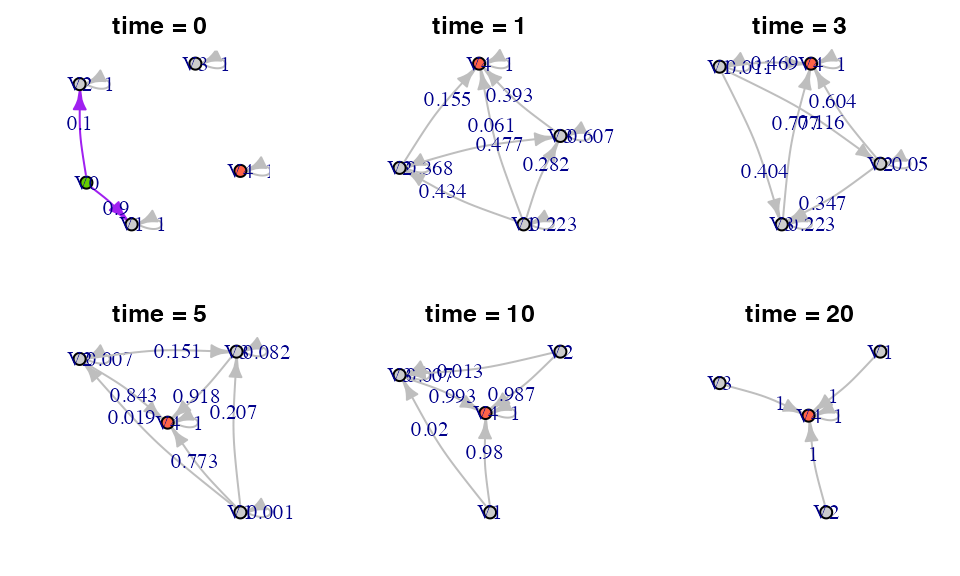 time = 0
V3 1
V2 1
0.1
V4 1
V0
0.9
V1 1
time = 1
V4 1
0.155
0.393
0.061
V3 0.607
0.477
V2 0.368
0.282
0.434
V1 0.223
time = 3
V1 0.011
0.469
V4 1
0.604
0.777
0.116
V2 0.05
0.404
0.347
V3 0.223
time = 5
V2 0.007
0.151
V3 0.082
0.843
0.918
0.019
0.207
V4 1
0.773
V1 0.001
time = 10
V2
V3 0.007
0.013
0.993
0.987
V4 1
0.02
0.98
V1
time = 20
V1
V3
1
1
V4 1
1
V2